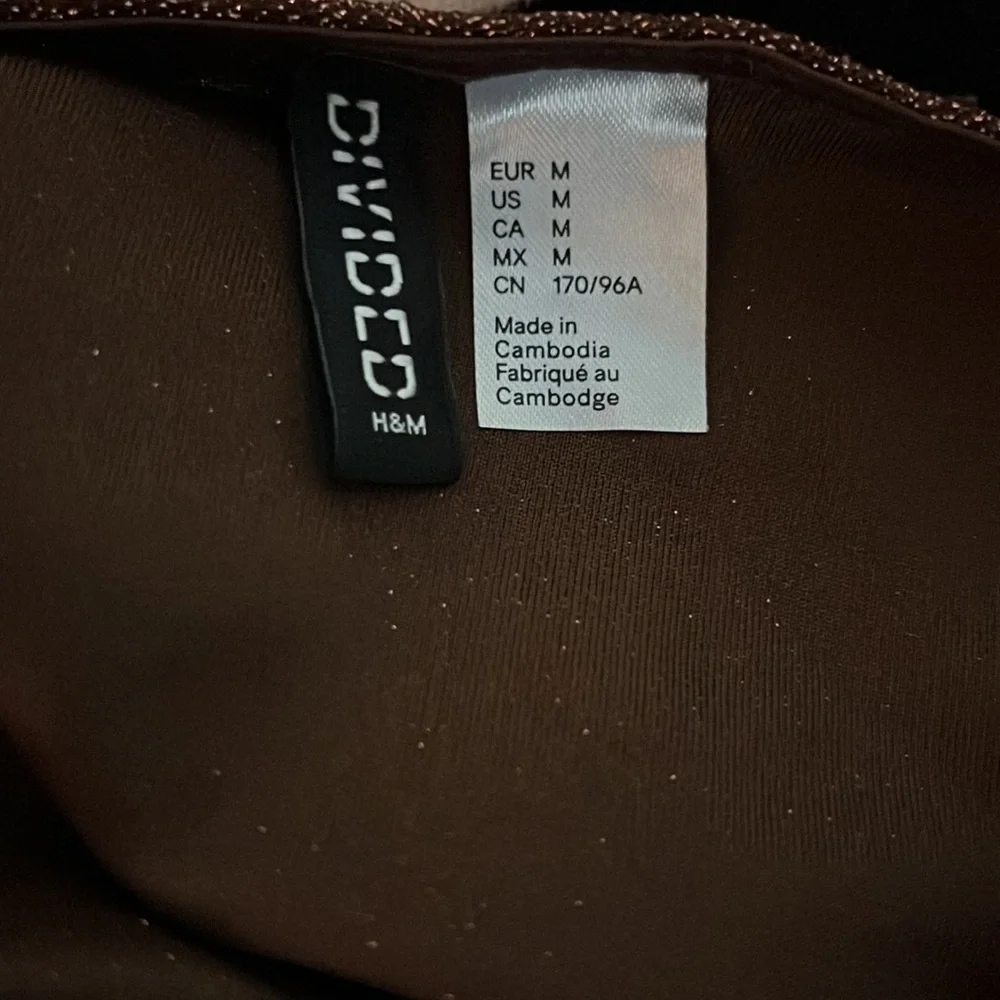 DIVIDED
H&M
EUR M
US M
CA M
MX M
CN 170/96A
Made in
Cambodia
Fabriqué au
Cambodge